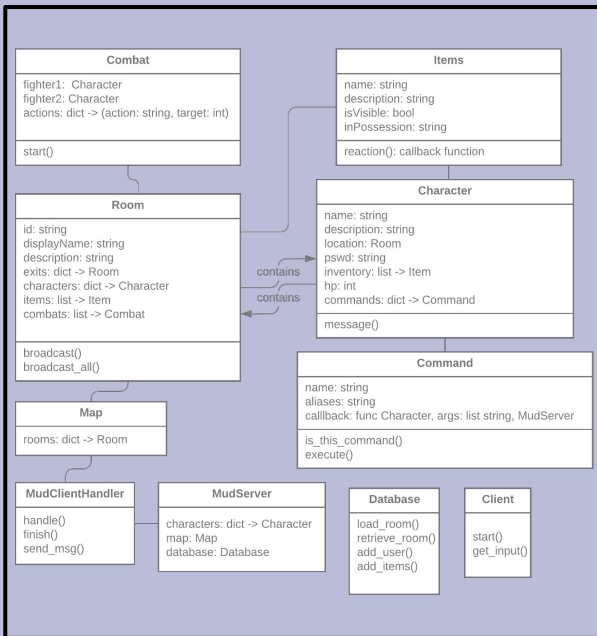 Combat
fighter1:  Character
fighter2: Character
actions: dict -> (action: string, target: int)
start()
Items
name: string
description: string
isVisible: bool
inPossession: string
reaction(): callback function
Room
id: string
displayName: string
description: string
exits: dict -> Room
characters: dict -> Character
items: list -> Item
combats: list -> Combat
broadcast()
broadcast_all()
contains
contains
Character
name: string
description: string
location: Room
pswd: string
inventory: list -> Item
hp: int
commands: dict -> Command
message()
Command
name: string
aliases: string
callback: func Character, args: list string, MudServer
is_this_command()
execute()
Map
rooms: dict -> Room
MudClientHandler
handle()
finish()
send_msg()
MudServer
characters: dict -> Character
map: Map
database: Database
Database
load_room()
retrieve_room()
add_user()
add_items()
Client
start()
get_input()